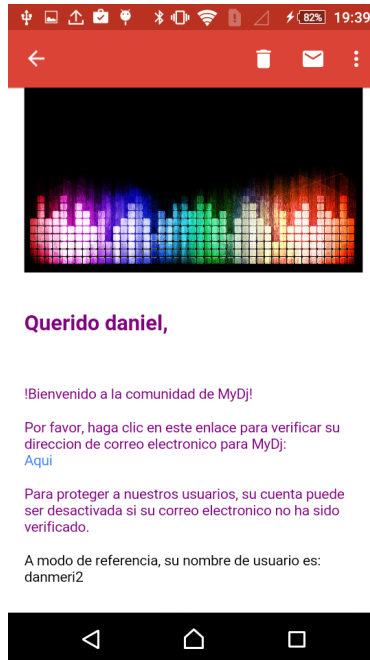 82% 19:39
Querido daniel,
!Bienvenido a la comunidad de MyDj!
Por favor, haga clic en este enlace para verificar su
direccion de correo electronico para MyDj:
Aqui
Para proteger a nuestros usuarios, su cuenta puede
ser desactivada si su correo electronico no ha sido
verificado.
A modo de referencia, su nombre de usuario es:
danmeri2